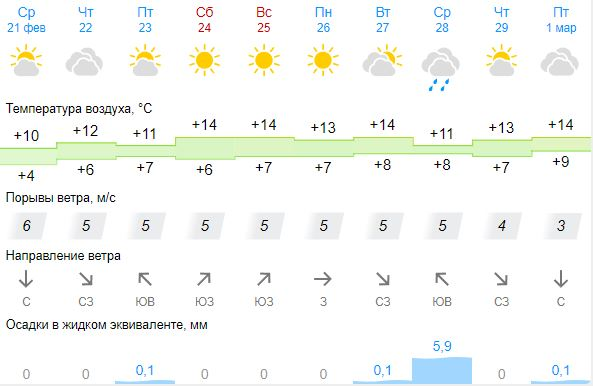 Ср Чт Пт Сб Вс Пн Вт Ср Чт Пт
21 фев 22 23 24 25 26 27 28 29 1 мар
Температура воздуха, °C
+10 +12 +11 +14 +14 +13 +14 +11 +13 +14
+4 +6 +7 +6 +7 +7 +8 +8 +7 +9
Порывы ветра, м/с
6 5 5 5 5 5 5 5 4 3
Направление ветра
С СЗ ЮВ ЮЗ ЮЗ З СЗ ЮВ СЗ С
Осадки в жидком эквиваленте, мм
0 0 0,1 0 0 0 0,1 5,9 0 0,1